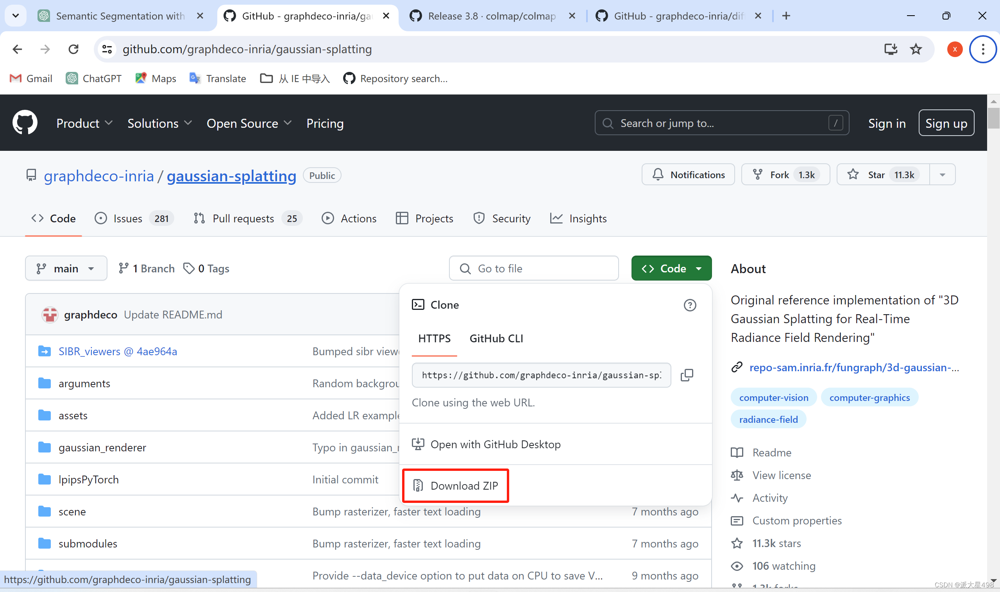 Semantic Segmentation with
GitHub - graphdeco-inria/gau
Release 3.8 · colmap/colmap
GitHub - graphdeco-inria/dif
github.com/graphdeco-inria/gaussian-splatting
x
Gmail
ChatGPT
Maps
Translate
从 IE 中导入
Repository search...
Product
Solutions
Open Source
Pricing
Search or jump to...
/
Sign in
Sign up
graphdeco-inria / gaussian-splatting
Public
Notifications
Fork 1.3k
Star 11.3k
Code
Issues 281
Pull requests 25
Actions
Projects
Security
Insights
main
1 Branch
0 Tags
Go to file
Code
graphdeco Update README.md
SIBR_viewers @ 4ae964a
Bumped sibr viewe
arguments
Random backgrou
assets
Added LR example
gaussian_renderer
Typo in gaussian_r
lpipsPyTorch
Initial commit
scene
Bump rasterizer, faster text loading
7 months ago
submodules
Bump rasterizer, faster text loading
7 months ago
Provide --data_device option to put data on CPU to save V...
9 months ago
Clone
HTTPS
GitHub CLI
https://github.com/graphdeco-inria/gaussian-spl
Clone using the web URL.
Open with GitHub Desktop
Download ZIP
About
Original reference implementation of "3D
Gaussian Splatting for Real-Time
Radiance Field Rendering"
repo-sam.inria.fr/fungraph/3d-gaussian-...
computer-vision
computer-graphics
radiance-field
Readme
View license
Activity
Custom properties
11.3k stars
106 watching
1.3k forks
https://github.com/graphdeco-inria/gaussian-splatting
CSDN @派大星498